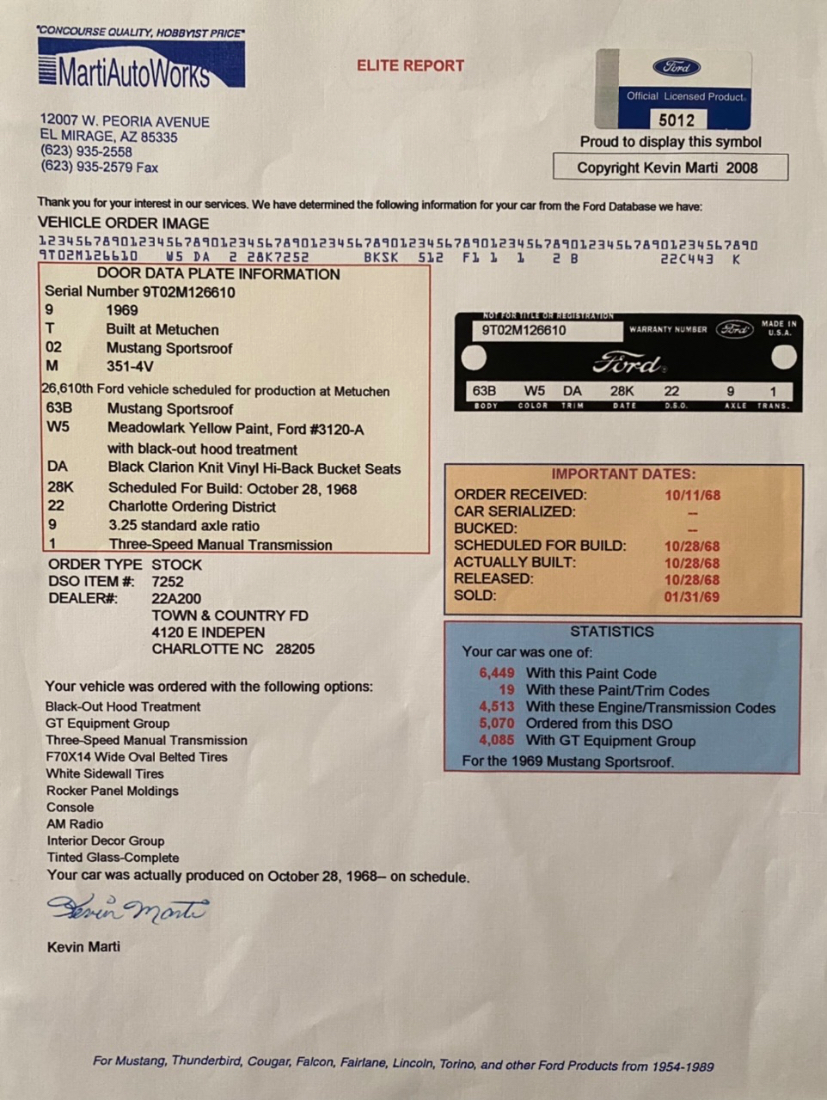 "CONCOURSE QUALITY, HOBBYIST PRICE"
MartiAutoWorks
ELITE REPORT
Ford
Official Licensed Product
5012
Proud to display this symbol
Copyright Kevin Marti 2008
12007 W. PEORIA AVENUE
EL MIRAGE, AZ 85335
(623) 935-2558
(623) 935-2579 Fax
Thank you for your interest in our services. We have determined the following information for your car from the Ford Database we have:
VEHICLE ORDER IMAGE
12345678901234567890123456789012345678901234567890123456789012345678901234567890
9T02M126610 W5 DA 2 28K7252 BKSK 512 F1 1 1 2 B 22C443 K
DOOR DATA PLATE INFORMATION
Serial Number 9T02M126610
9 1969
T Built at Metuchen
02 Mustang Sportsroof
M 351-4V
26,610th Ford vehicle scheduled for production at Metuchen
63B Mustang Sportsroof
W5 Meadowlark Yellow Paint, Ford #3120-A
with black-out hood treatment
DA Black Clarion Knit Vinyl Hi-Back Bucket Seats
28K Scheduled For Build: October 28, 1968
22 Charlotte Ordering District
9 3.25 standard axle ratio
1 Three-Speed Manual Transmission
ORDER TYPE STOCK
DSO ITEM #: 7252
DEALER#: 22A200
TOWN & COUNTRY FD
4120 E INDEPEN
CHARLOTTE NC 28205
Your vehicle was ordered with the following options:
Black-Out Hood Treatment
GT Equipment Group
Three-Speed Manual Transmission
F70X14 Wide Oval Belted Tires
White Sidewall Tires
Rocker Panel Moldings
Console
AM Radio
Interior Decor Group
Tinted Glass-Complete
Your car was actually produced on October 28, 1968-- on schedule.
Kevin Marti
Kevin Marti
NOT FOR TITLE OR REGISTRATION
9T02M126610 WARRANTY NUMBER Ford MADE IN
U.S.A.
Ford
63B W5 DA 28K 22 9 1
BODY COLOR TRIM DATE D.S.O. AXLE TRANS.
IMPORTANT DATES:
ORDER RECEIVED: 10/11/68
CAR SERIALIZED: --
BUCKED: --
SCHEDULED FOR BUILD: 10/28/68
ACTUALLY BUILT: 10/28/68
RELEASED: 10/28/68
SOLD: 01/31/69
STATISTICS
Your car was one of:
6,449 With this Paint Code
19 With these Paint/Trim Codes
4,513 With these Engine/Transmission Codes
5,070 Ordered from this DSO
4,085 With GT Equipment Group
For the 1969 Mustang Sportsroof.
For Mustang, Thunderbird, Cougar, Falcon, Fairlane, Lincoln, Torino, and other Ford Products from 1954-1989